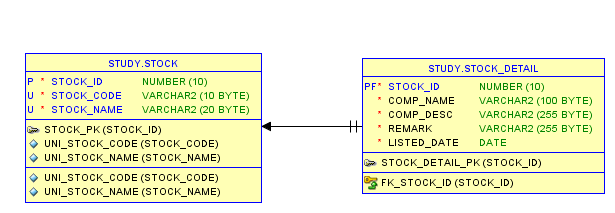 STUDY.STOCK
P * STOCK_ID NUMBER (10)
U * STOCK_CODE VARCHAR2 (10 BYTE)
U * STOCK_NAME VARCHAR2 (20 BYTE)
STOCK_PK (STOCK_ID)
UNI_STOCK_CODE (STOCK_CODE)
UNI_STOCK_NAME (STOCK_NAME)
UNI_STOCK_CODE (STOCK_CODE)
UNI_STOCK_NAME (STOCK_NAME)
STUDY.STOCK_DETAIL
PF* STOCK_ID NUMBER (10)
* COMP_NAME VARCHAR2 (100 BYTE)
* COMP_DESC VARCHAR2 (255 BYTE)
* REMARK VARCHAR2 (255 BYTE)
* LISTED_DATE DATE
STOCK_DETAIL_PK (STOCK_ID)
FK_STOCK_ID (STOCK_ID)